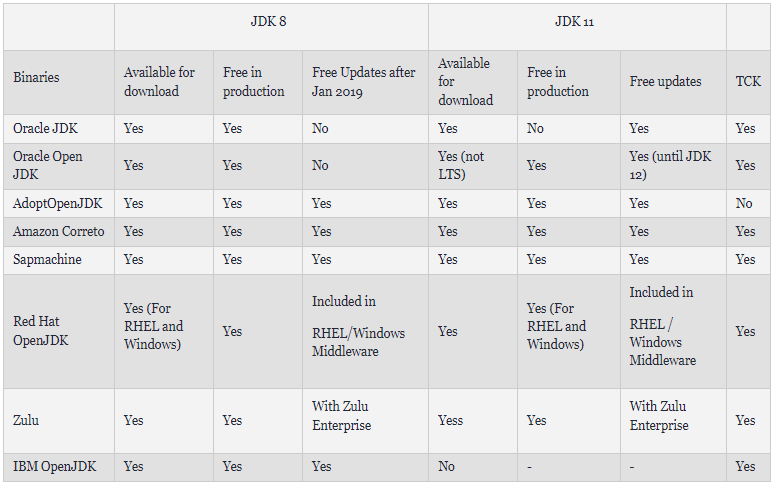 JDK 8 JDK 11
Binaries Available for download Free in production Free Updates after Jan 2019 Available for download Free in production Free updates TCK
Oracle JDK Yes Yes No Yes No Yes Yes
Oracle Open JDK Yes Yes No Yes (not LTS) Yes Yes (until JDK 12) Yes
AdoptOpenJDK Yes Yes Yes Yes Yes Yes No
Amazon Correto Yes Yes Yes Yes Yes Yes Yes
Sapmachine Yes Yes Yes Yes Yes Yes Yes
Red Hat OpenJDK Yes (For RHEL and Windows) Yes Included in RHEL/Windows Middleware Yes Yes (For RHEL and Windows) Included in RHEL / Windows Middleware Yes
Zulu Yes Yes With Zulu Enterprise Yess Yes With Zulu Enterprise Yes
IBM OpenJDK Yes Yes Yes No - - Yes